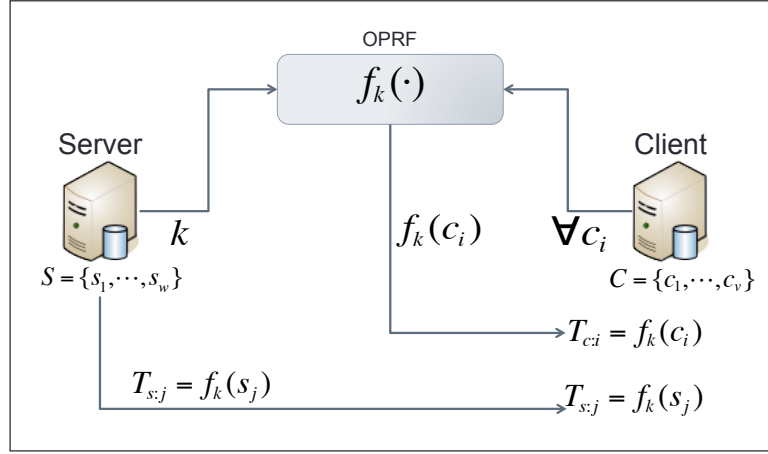 OPRF
f_k(·)
Server
Client
k
f_k(c_i)
∀c_i
S = {s_1,⋯,s_w}
C = {c_1,⋯,c_v}
T_{c:i} = f_k(c_i)
T_{s:j} = f_k(s_j)
T_{s:j} = f_k(s_j)